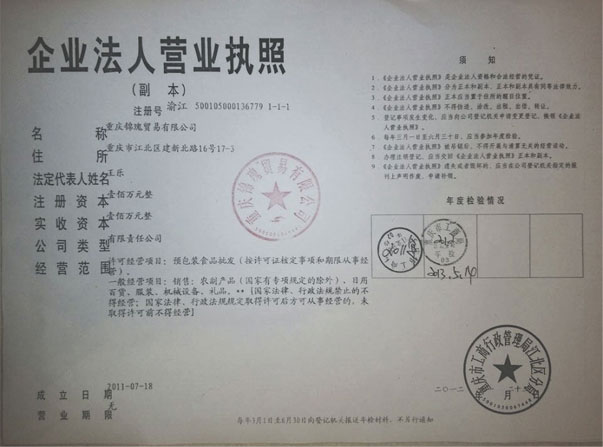 企业法人营业执照
(副 本)
注册号 渝江 500105000136779 1-1-1
名 称 重庆锦瑰贸易有限公司
住 所 重庆市江北区建新北路16号17-3
法定代表人姓名 王乐
注册资本 壹佰万元整
实收资本 壹佰万元整
公司类型 有限责任公司
经营范围 许可经营项目：预包装食品批发（按许可证核定事项和期限从事经营）。
一般经营项目：销售：农副产品（国家有专项规定的除外）、日用
百货、服装、机械设备、礼品。**[国家法律、行政法规禁止的不
得经营；国家法律、行政法规规定取得许可后方可从事经营的，未
取得许可前不得经营]
成立日期 2011-07-18
营业期限 无
须 知
1．《企业法人营业执照》是企业法人资格和合法经营的凭证。
2．《企业法人营业执照》分为正本和副本，正本和副本具有同等法律效力。
3．《企业法人营业执照》正本应当置于住所的醒目位置。
4．《企业法人营业执照》不得伪造、涂改、出租、出借、转让。
5．登记事项发生变化，应当向公司登记机关申请变更登记，换领《企业法
人营业执照》。
6．每年三月一日至六月三十日，应当参加年度检验。
7．《企业法人营业执照》被吊销后，不得开展与清算无关的经营活动。
8．办理注销登记，应当交回《企业法人营业执照》正本和副本。
9．《企业法人营业执照》遗失或者毁坏的，应当在公司登记机关指定的报
刊上声明作废，申请补领。
年度检验情况
2013.5.14
重庆市工商行政管理局江北区分局
二〇一二
月
每年3月1日至6月30日向登记机关报送年检材料，不另行通知